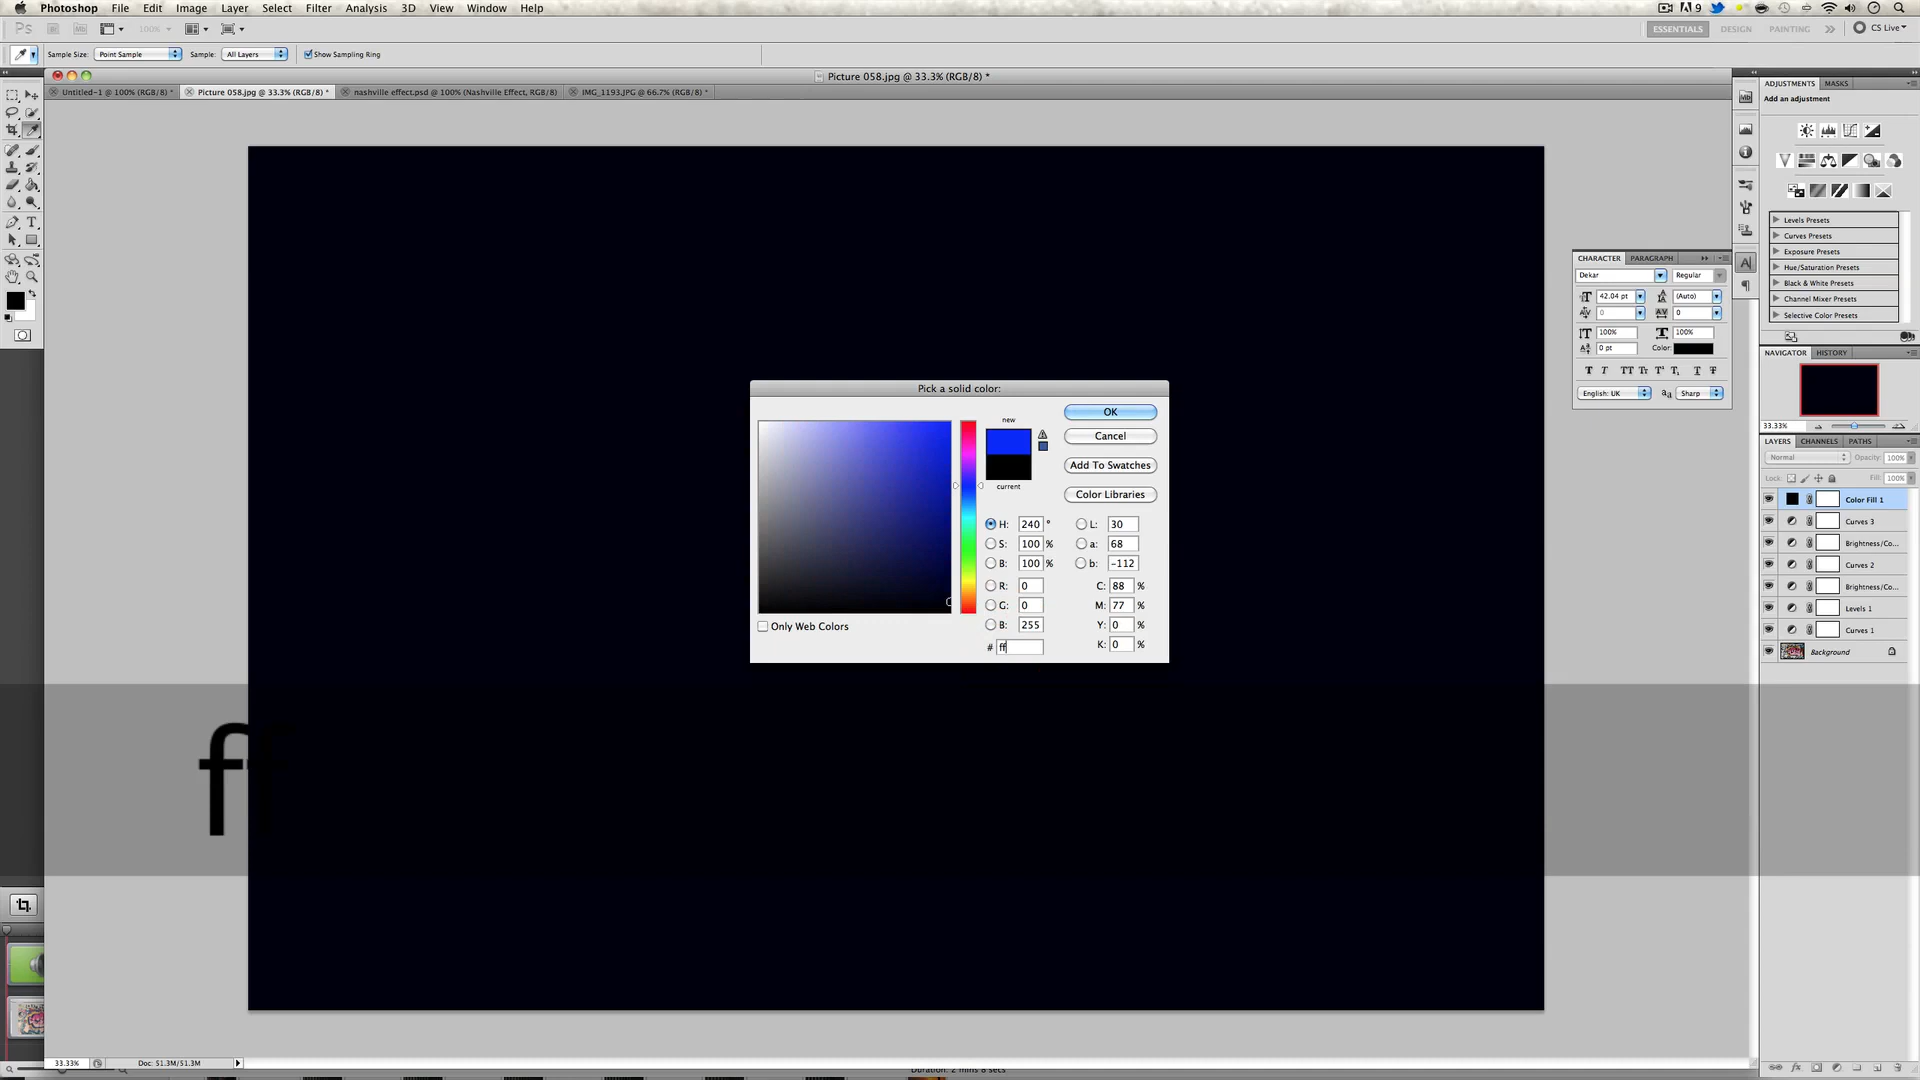 Photoshop File Edit Image Layer Select Filter Analysis 3D View Window Help
9
Ps Br Mb 100% ESSENTIALS DESIGN PAINTING CS Live
Sample Size: Point Sample Sample: All Layers Show Sampling Ring
Picture 058.jpg @ 33.3% (RGB/8) *
Untitled-1 @ 100% (RGB/8) * Picture 058.jpg @ 33.3% (RGB/8) * nashville effect.psd @ 100% (Nashville Effect, RGB/8) IMG_1193.JPG @ 66.7% (RGB/8) *
ADJUSTMENTS MASKS
Add an adjustment
Levels Presets
Curves Presets
Exposure Presets
Hue/Saturation Presets
Black & White Presets
Channel Mixer Presets
Selective Color Presets
CHARACTER PARAGRAPH
Dekar Regular
42.04 pt (Auto)
0 0
100% 100%
0 pt Color:
English: UK Sharp
NAVIGATOR HISTORY
33.33%
LAYERS CHANNELS PATHS
Normal Opacity: 100%
Lock: Fill: 100%
Color Fill 1
Curves 3
Brightness/Co...
Curves 2
Brightness/Co...
Levels 1
Curves 1
Background
Pick a solid color:
new
current
OK
Cancel
Add To Swatches
Color Libraries
H: 240 ° L: 30
S: 100 % a: 68
B: 100 % b: -112
R: 0 C: 88 %
G: 0 M: 77 %
B: 255 Y: 0 %
# ff K: 0 %
Only Web Colors
ff
33.33% Doc: 51.3M/51.3M
Duration: 2 mins 8 secs